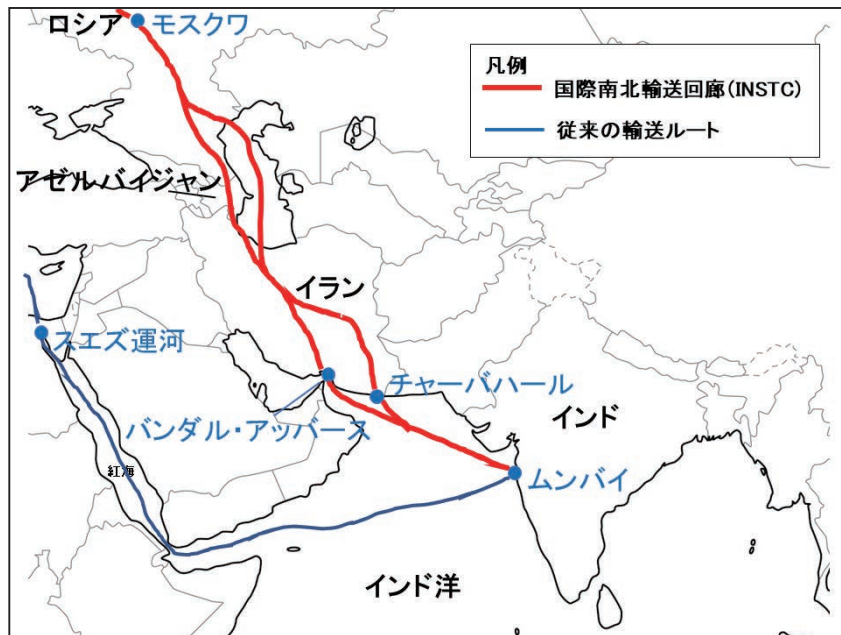 ロシア
モスクワ
凡例
国際南北輸送回廊(INSTC)
従来の輸送ルート
アゼルバイジャン
イラン
スエズ運河
チャーバハール
インド
バンダル・アッバース
紅海
ムンバイ
インド洋